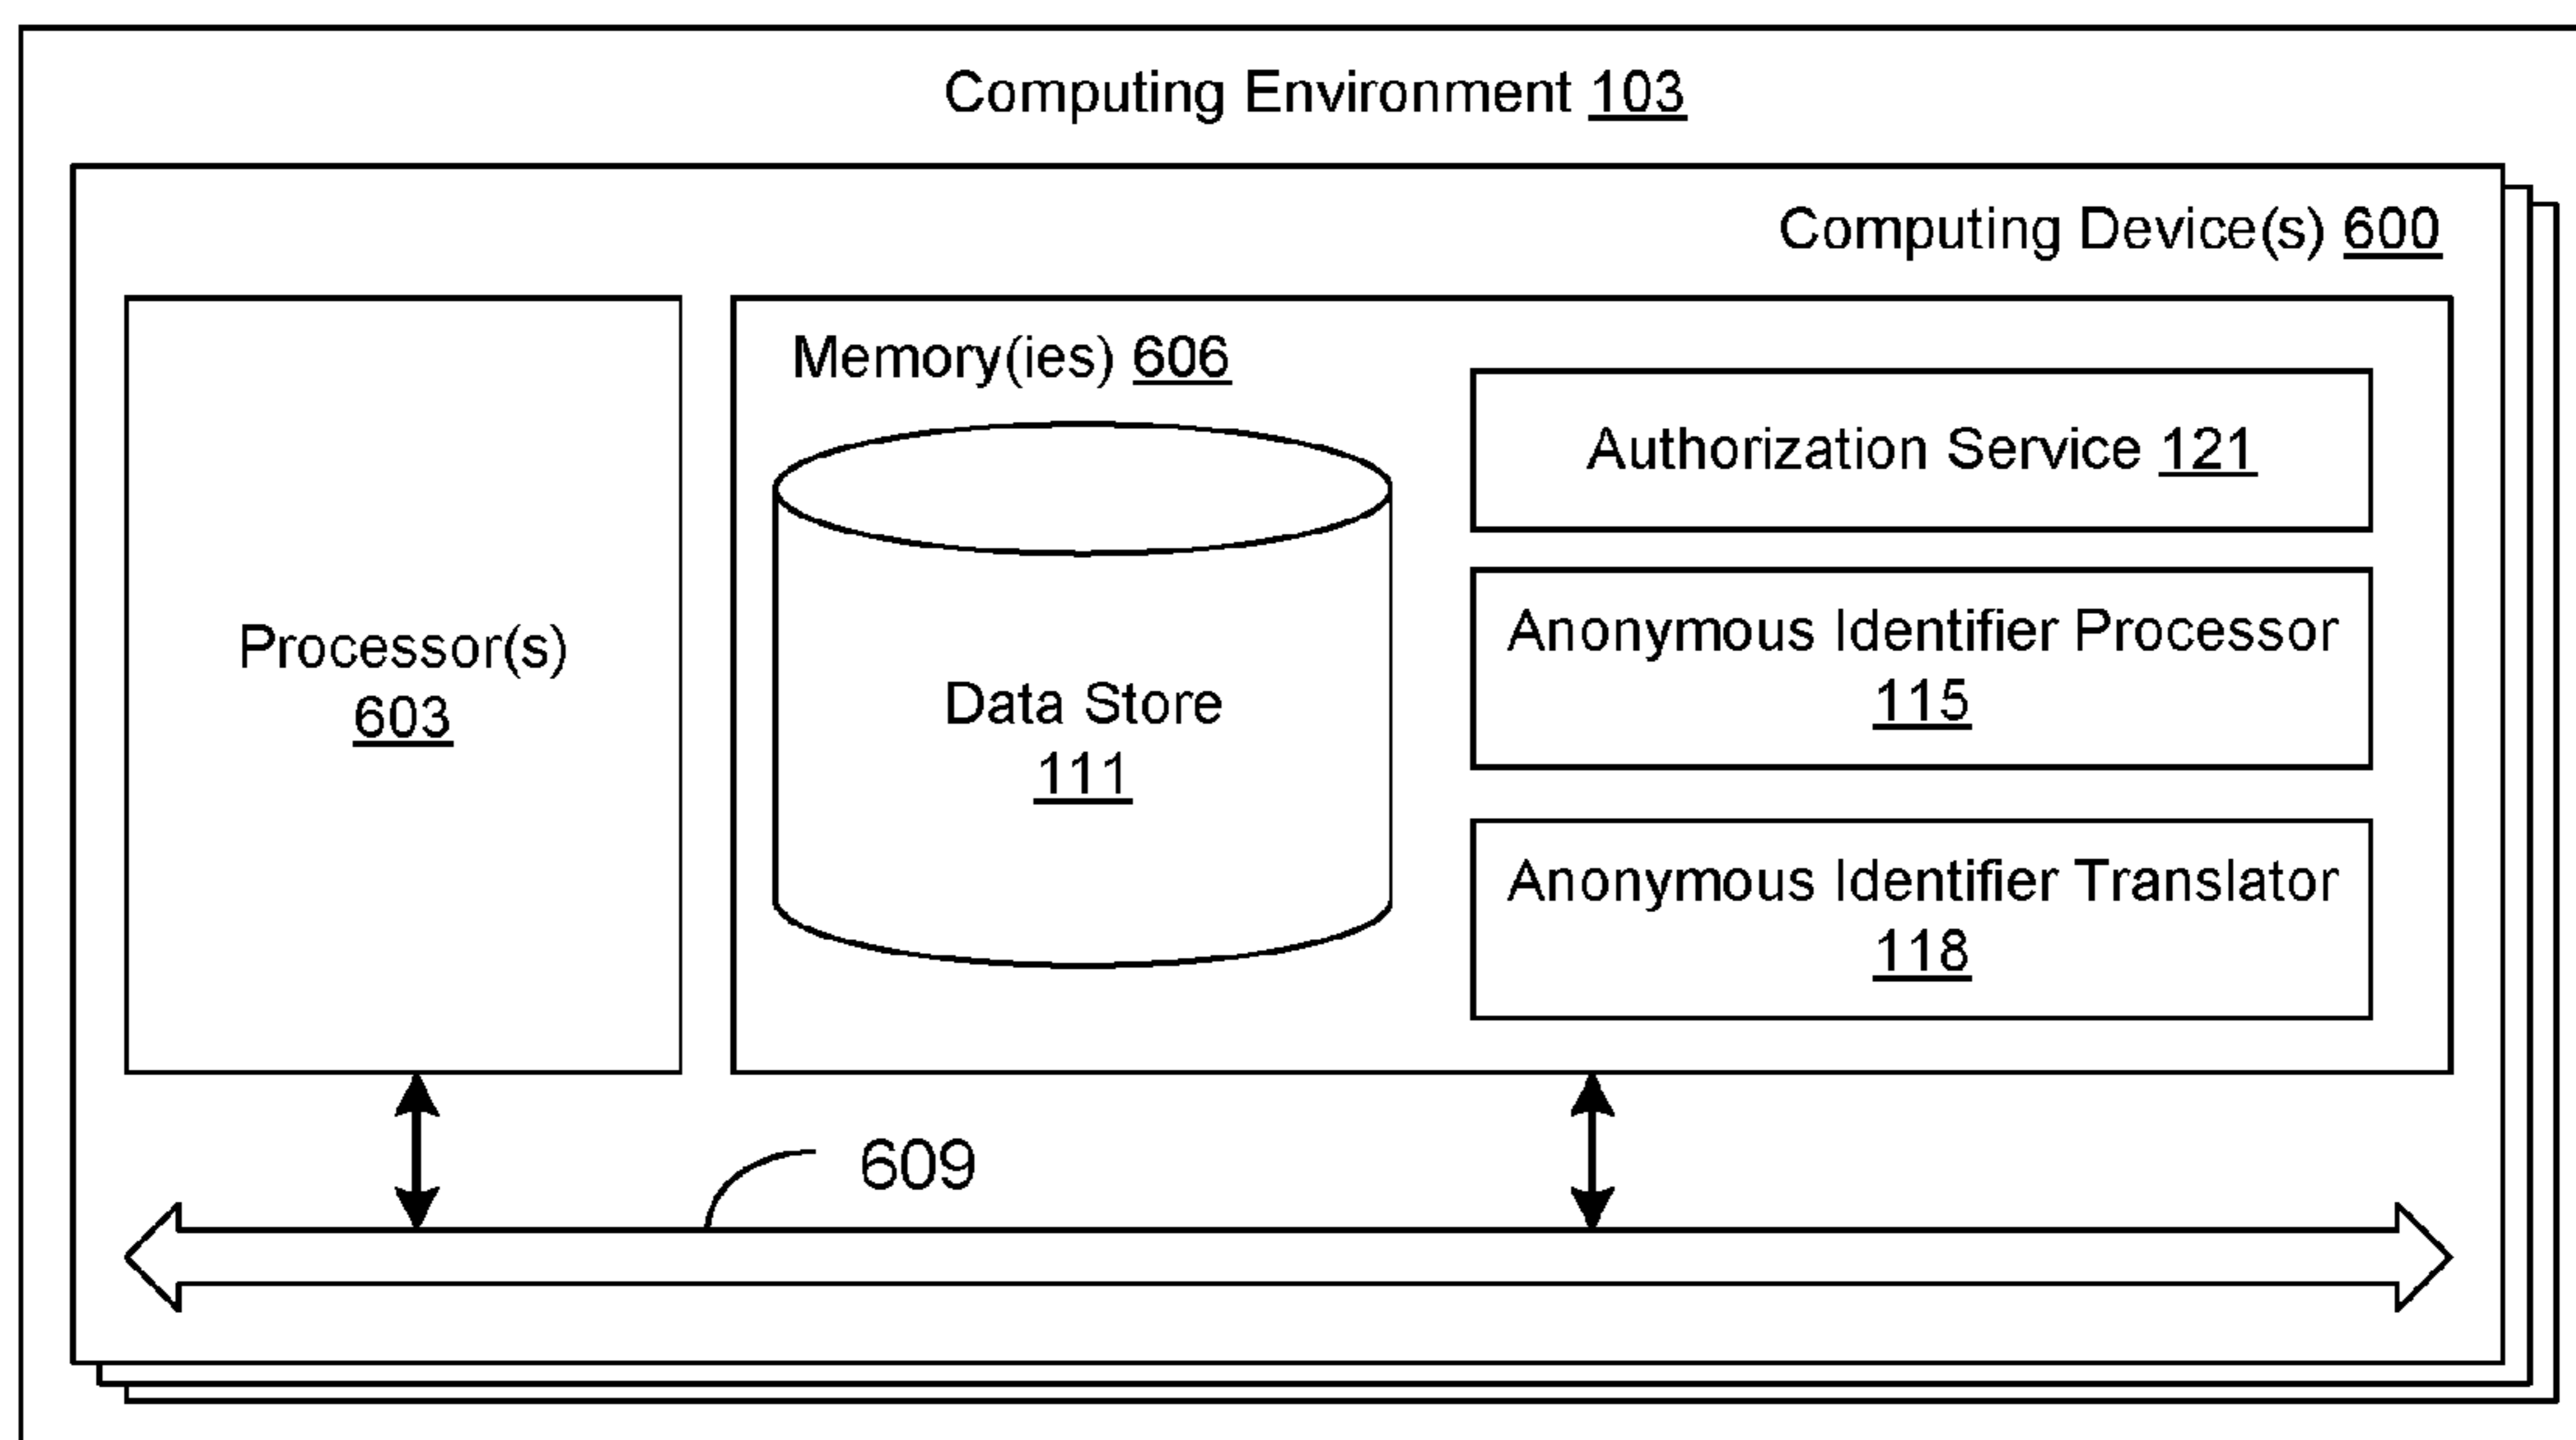 Computing Environment 103
Computing Device(s) 600
Processor(s)
603
Memory(ies) 606
Data Store
111
Authorization Service 121
Anonymous Identifier Processor
115
Anonymous Identifier Translator
118
609